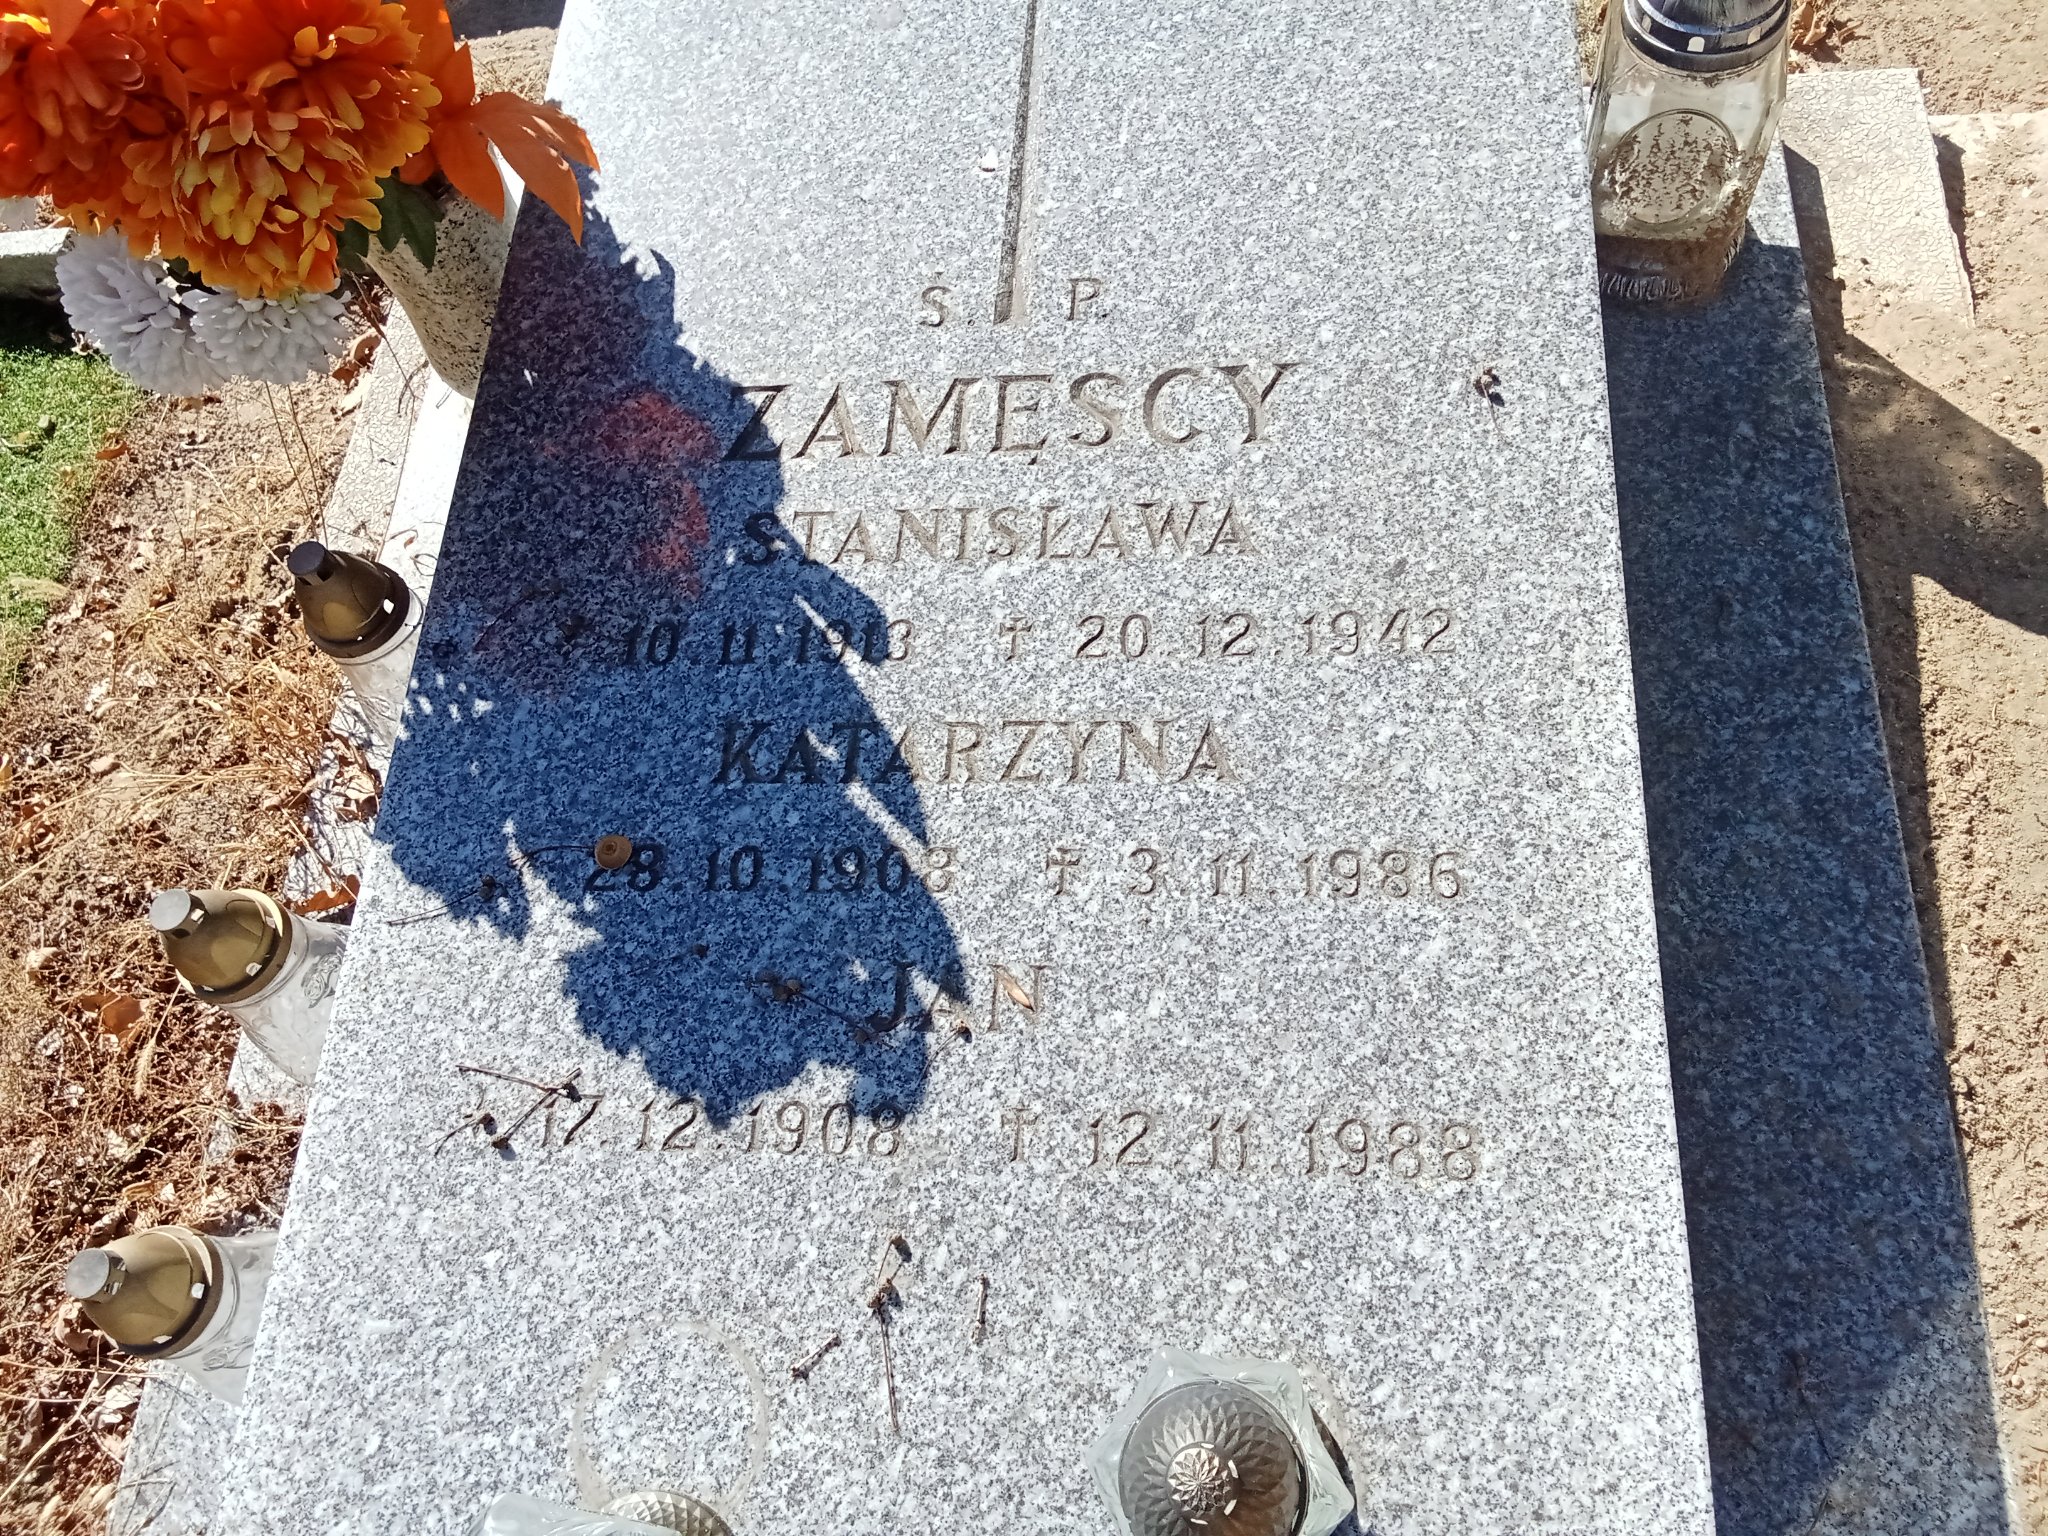 Ś. P
ZAMĘSCY
STANISŁAWA
* 10.11.1913 † 20.12.1942
KATARZYNA
28.10.1908 † 3.11.1986
JAN
* 17.12.1908 † 12.11.1988